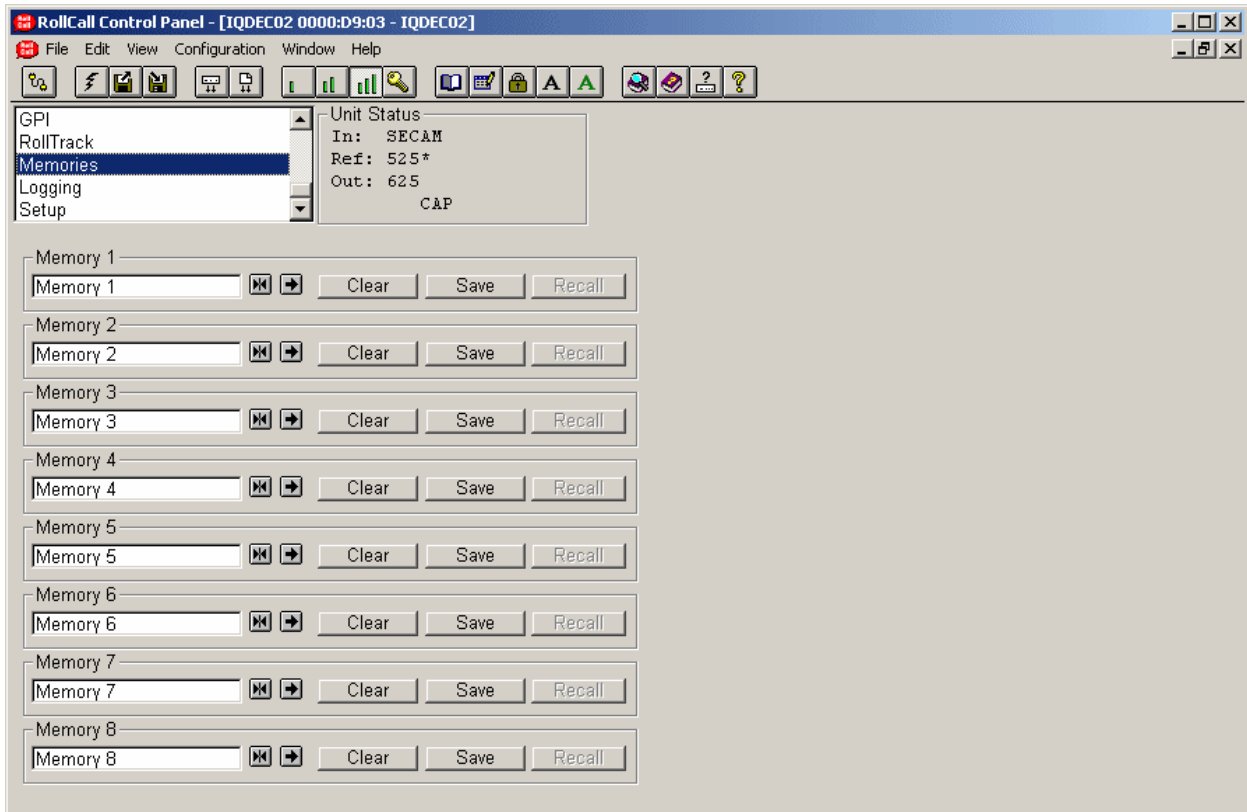 RollCall Control Panel - [IQDEC02 0000:D9:03 - IQDEC02]
File Edit View Configuration Window Help
A A
GPI
RollTrack
Memories
Logging
Setup
Unit Status
In: SECAM
Ref: 525*
Out: 625
CAP
Memory 1
Memory 1 Clear Save Recall
Memory 2
Memory 2 Clear Save Recall
Memory 3
Memory 3 Clear Save Recall
Memory 4
Memory 4 Clear Save Recall
Memory 5
Memory 5 Clear Save Recall
Memory 6
Memory 6 Clear Save Recall
Memory 7
Memory 7 Clear Save Recall
Memory 8
Memory 8 Clear Save Recall